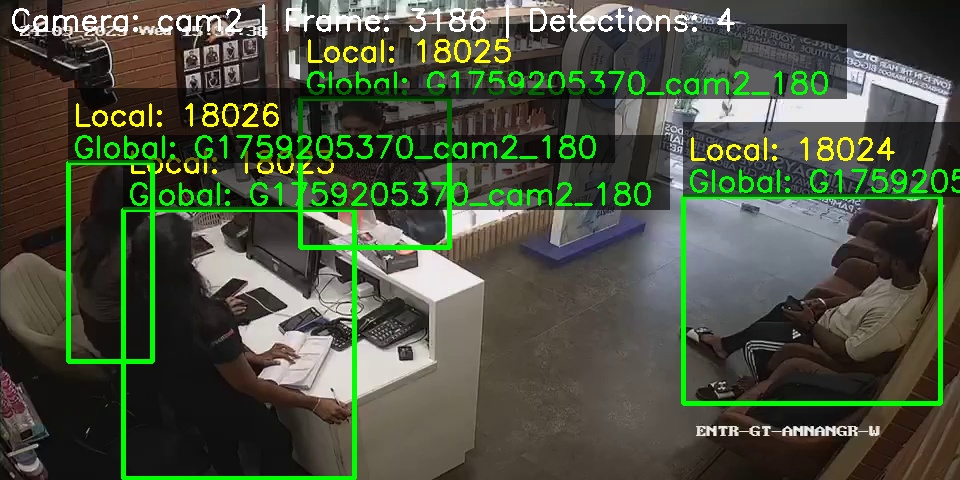 Camera: cam2 | Frame: 3186 | Detections: 4
Local: 18025
Global: G1759205370_cam2_180
Local: 18026
Global: G1759205370_cam2_180
Local: 18023
Global: G1759205370_cam2_180
Local: 18024
Global: G1759205
ENTR-GT-ANNANGR-W